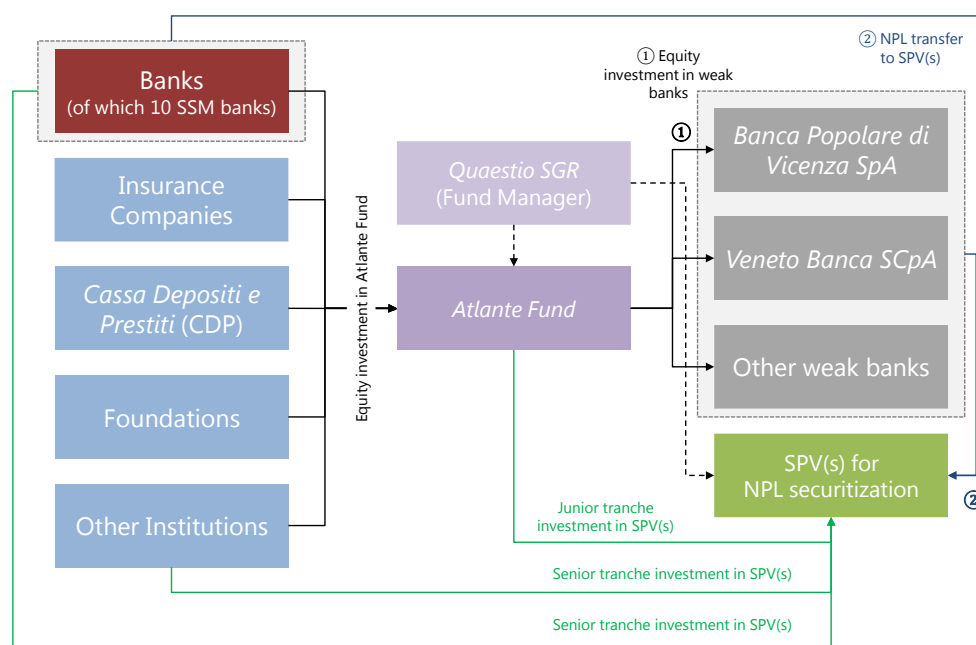 ② NPL transfer
to SPV(s)
① Equity
investment in weak
banks
Banks
(of which 10 SSM banks)
①
Banca Popolare di
Vicenza SpA
Quaestio SGR
(Fund Manager)
Insurance
Companies
Equity investment in Atlante Fund
Veneto Banca SCpA
Cassa Depositi e
Prestiti (CDP)
Atlante Fund
Other weak banks
Foundations
SPV(s) for
NPL securitization
②
Other Institutions
Junior tranche
investment in SPV(s)
Senior tranche investment in SPV(s)
Senior tranche investment in SPV(s)